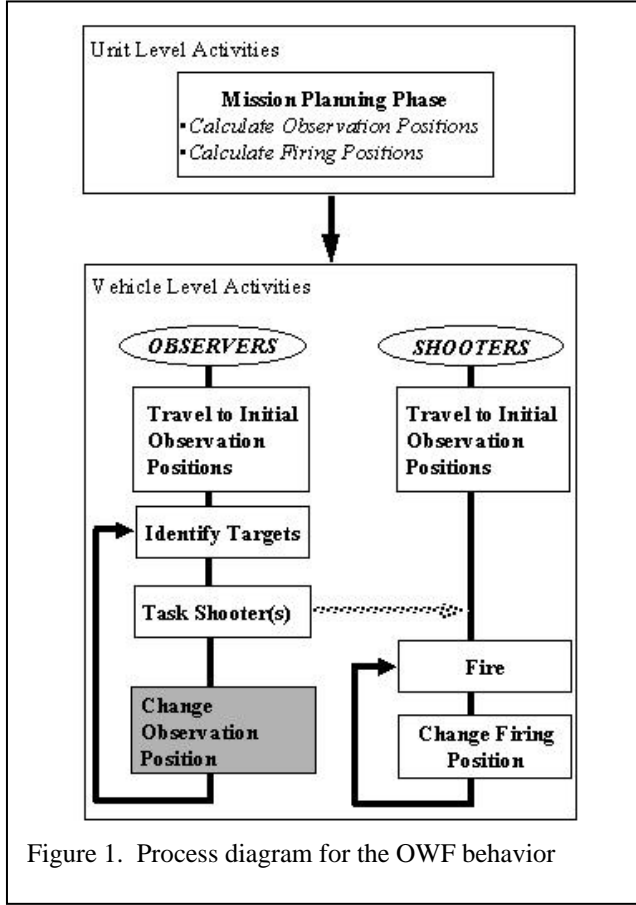 Unit Level Activities
Mission Planning Phase
▪Calculate Observation Positions
▪Calculate Firing Positions
Vehicle Level Activities
OBSERVERS
Travel to Initial
Observation
Positions
Identify Targets
Task Shooter(s)
Change
Observation
Position
SHOOTERS
Travel to Initial
Observation
Positions
Fire
Change Firing
Position
Figure 1. Process diagram for the OWF behavior